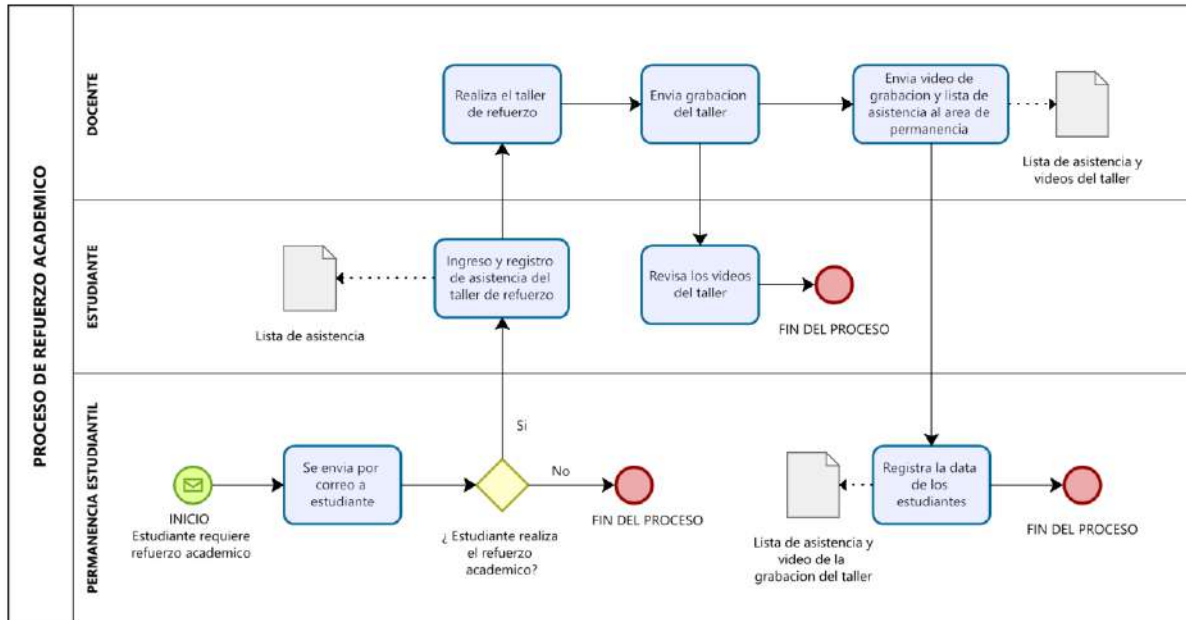 PROCESO DE REFUERZO ACADEMICO
DOCENTE
Realiza el taller
de refuerzo
Envia grabacion
del taller
Envia video de
grabacion y lista de
asistencia al area de
permanencia
Lista de asistencia y
videos del taller
ESTUDIANTE
Lista de asistencia
Ingreso y registro
de asistencia del
taller de refuerzo
Revisa los videos
del taller
FIN DEL PROCESO
PERMANENCIA ESTUDIANTIL
INICIO
Estudiante requiere
refuerzo academico
Se envia por
correo a
estudiante
Si
No
¿ Estudiante realiza
el refuerzo
academico?
FIN DEL PROCESO
Lista de asistencia y
video de la
grabacion del taller
Registra la data
de los
estudiantes
FIN DEL PROCESO